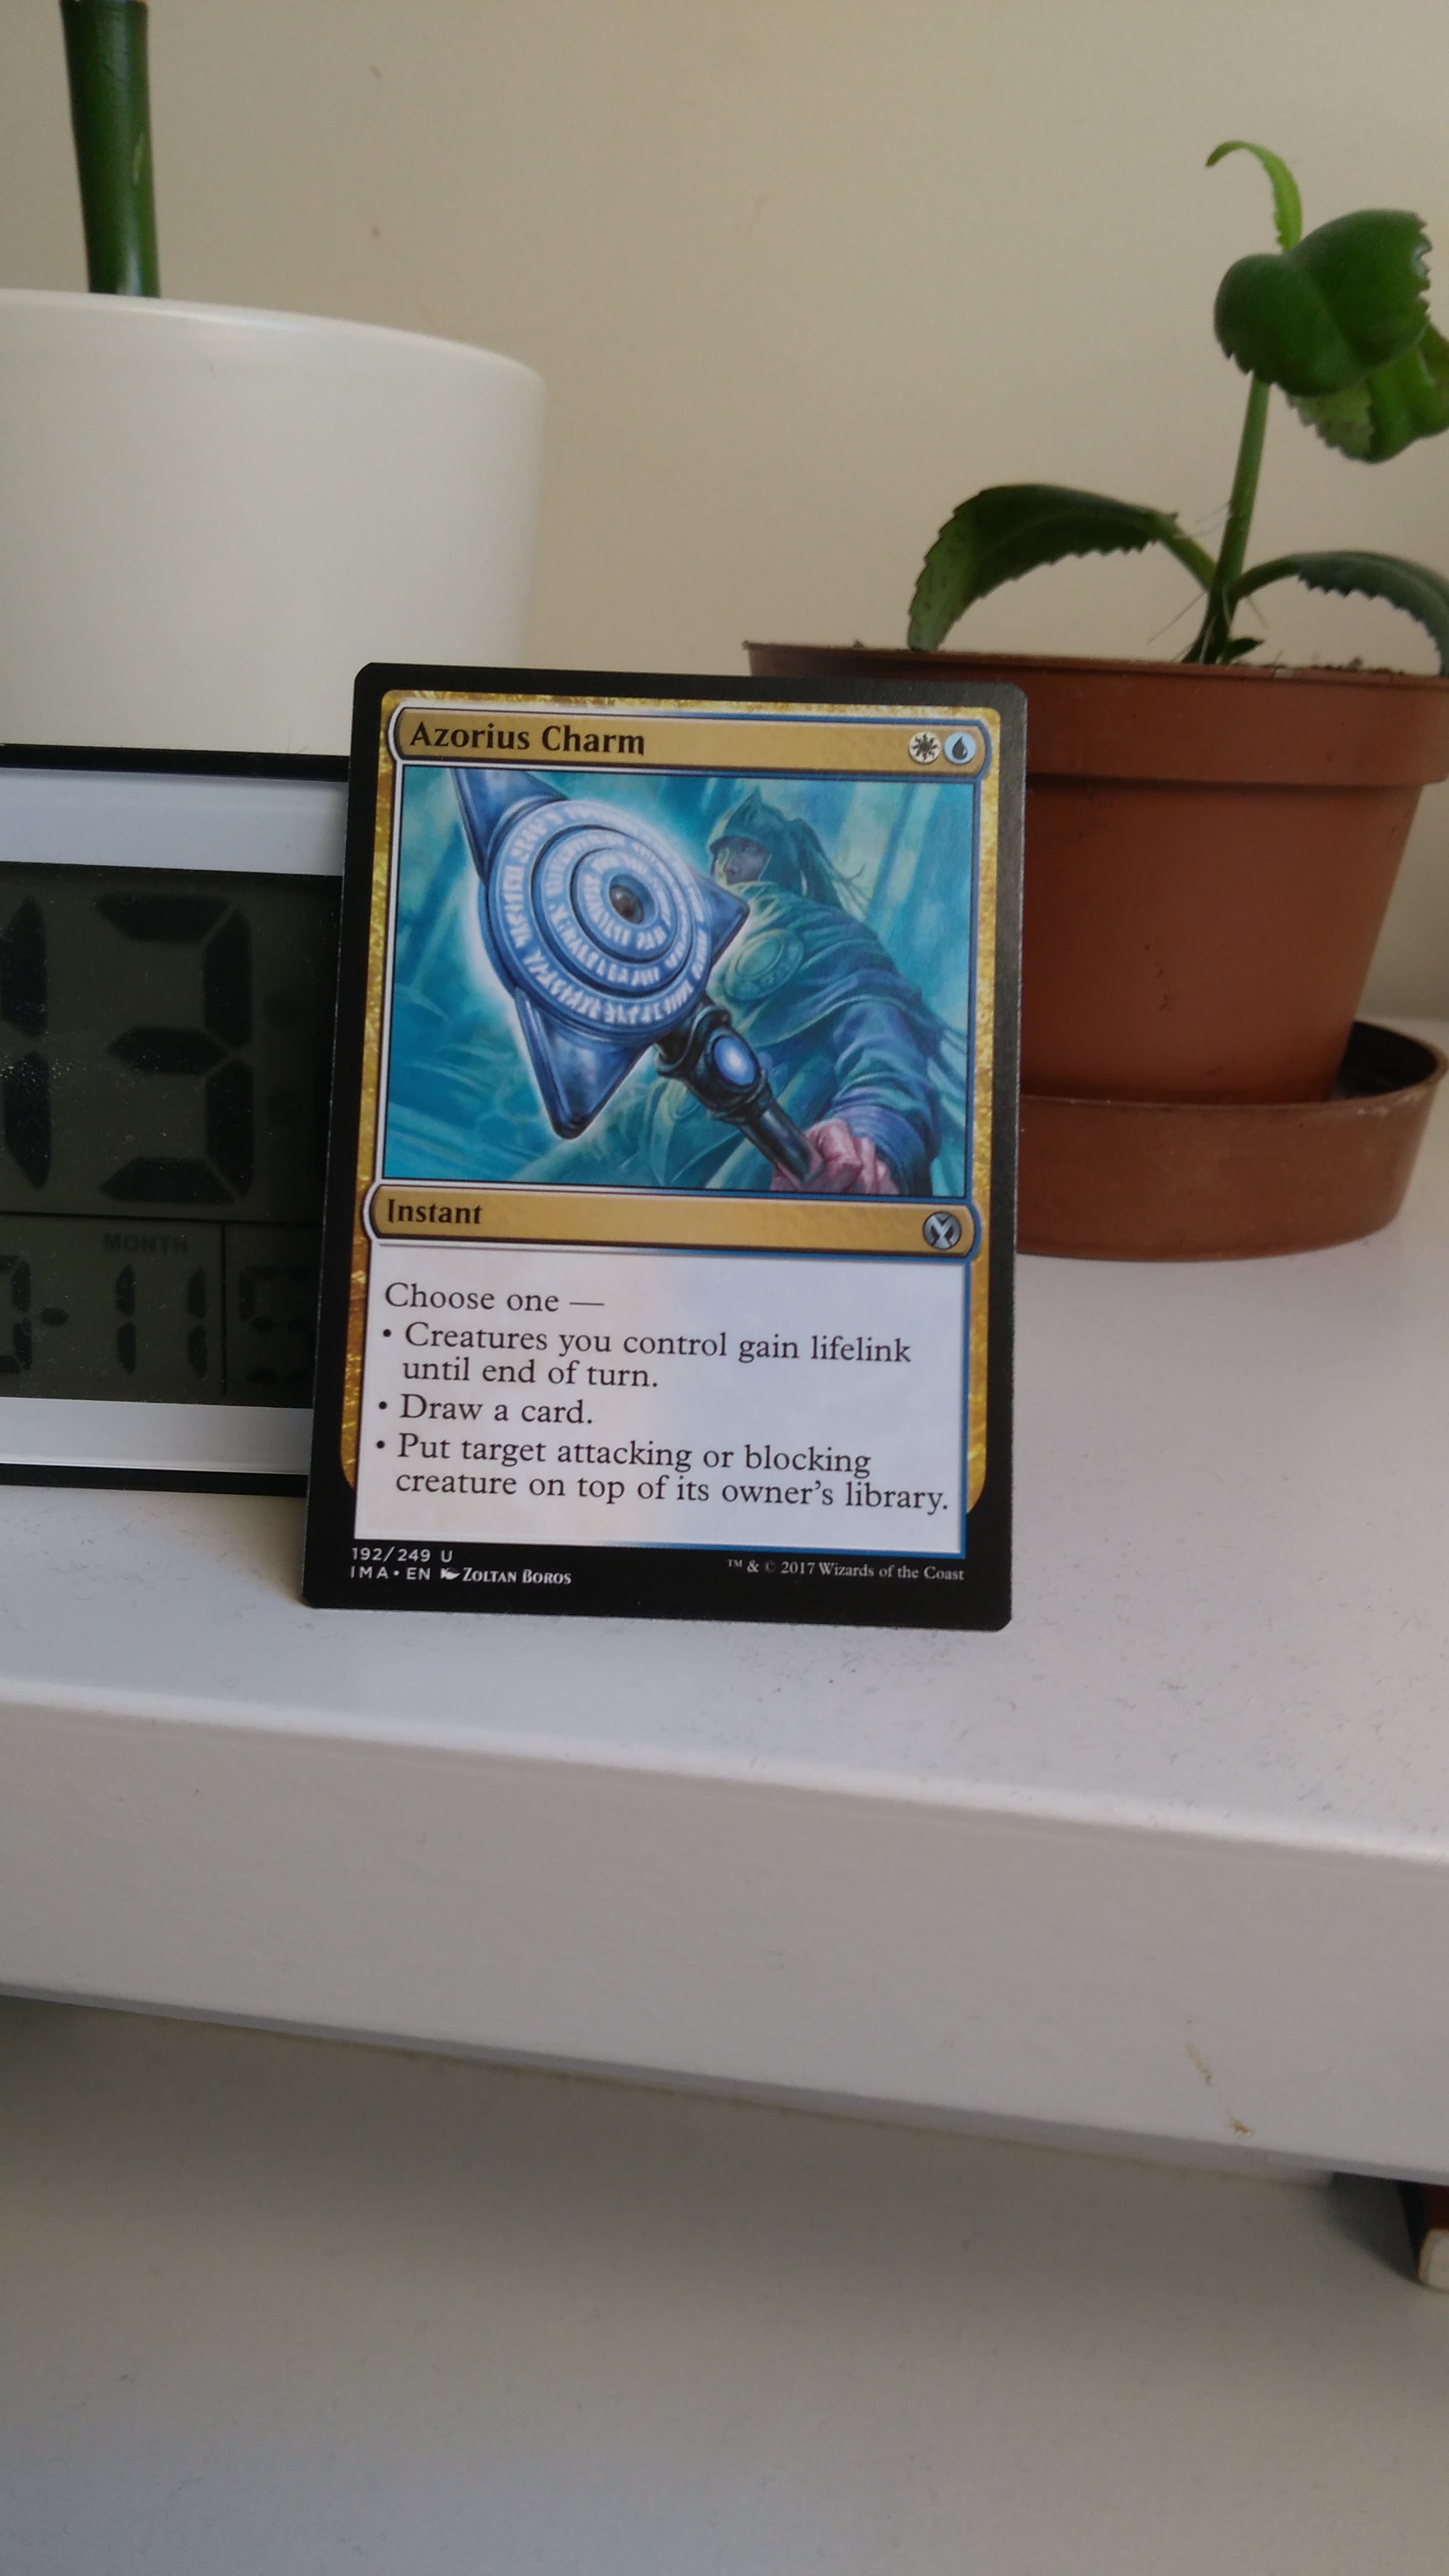 Azorius Charm
13
MONTH
11
Instant
Choose one —
• Creatures you control gain lifelink
until end of turn.
• Draw a card.
• Put target attacking or blocking
creature on top of its owner's library.
192/249 U
IMA • EN Zoltan Boros
™ & © 2017 Wizards of the Coast